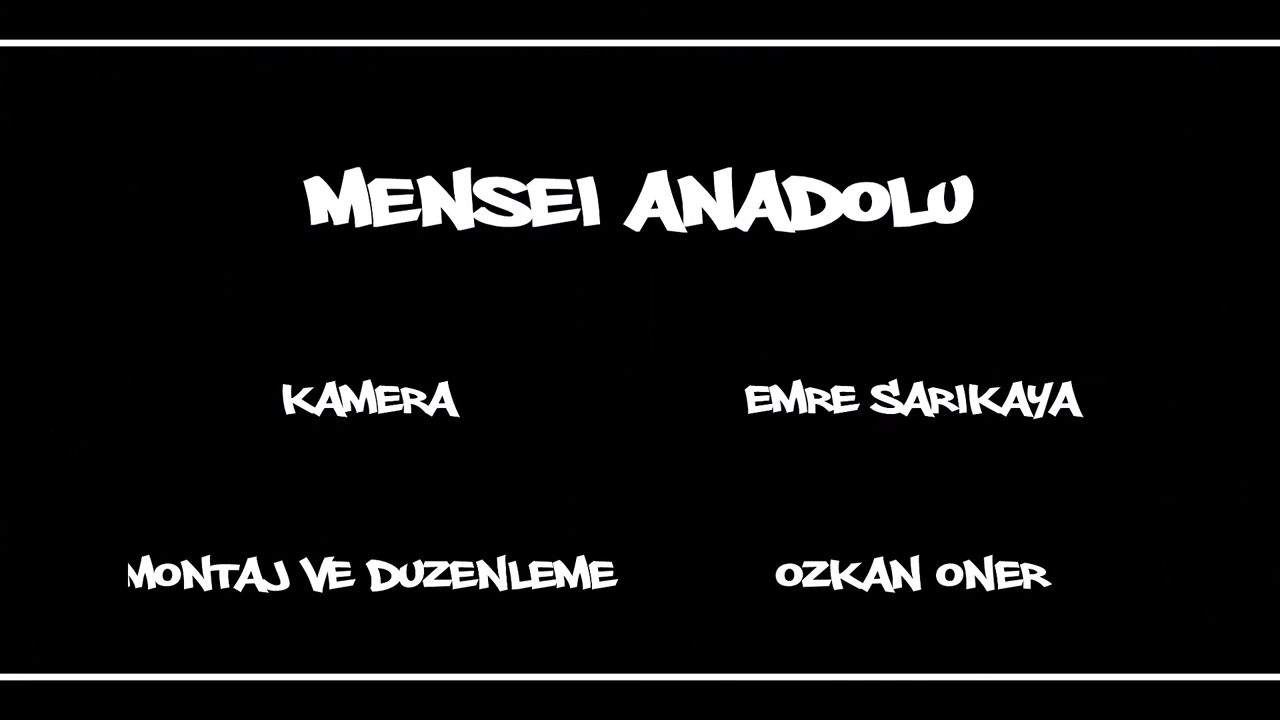 MENSEI ANADOLU
KAMERA EMRE SARIKAYA
MONTAJ VE DUZENLEME OZKAN ONER